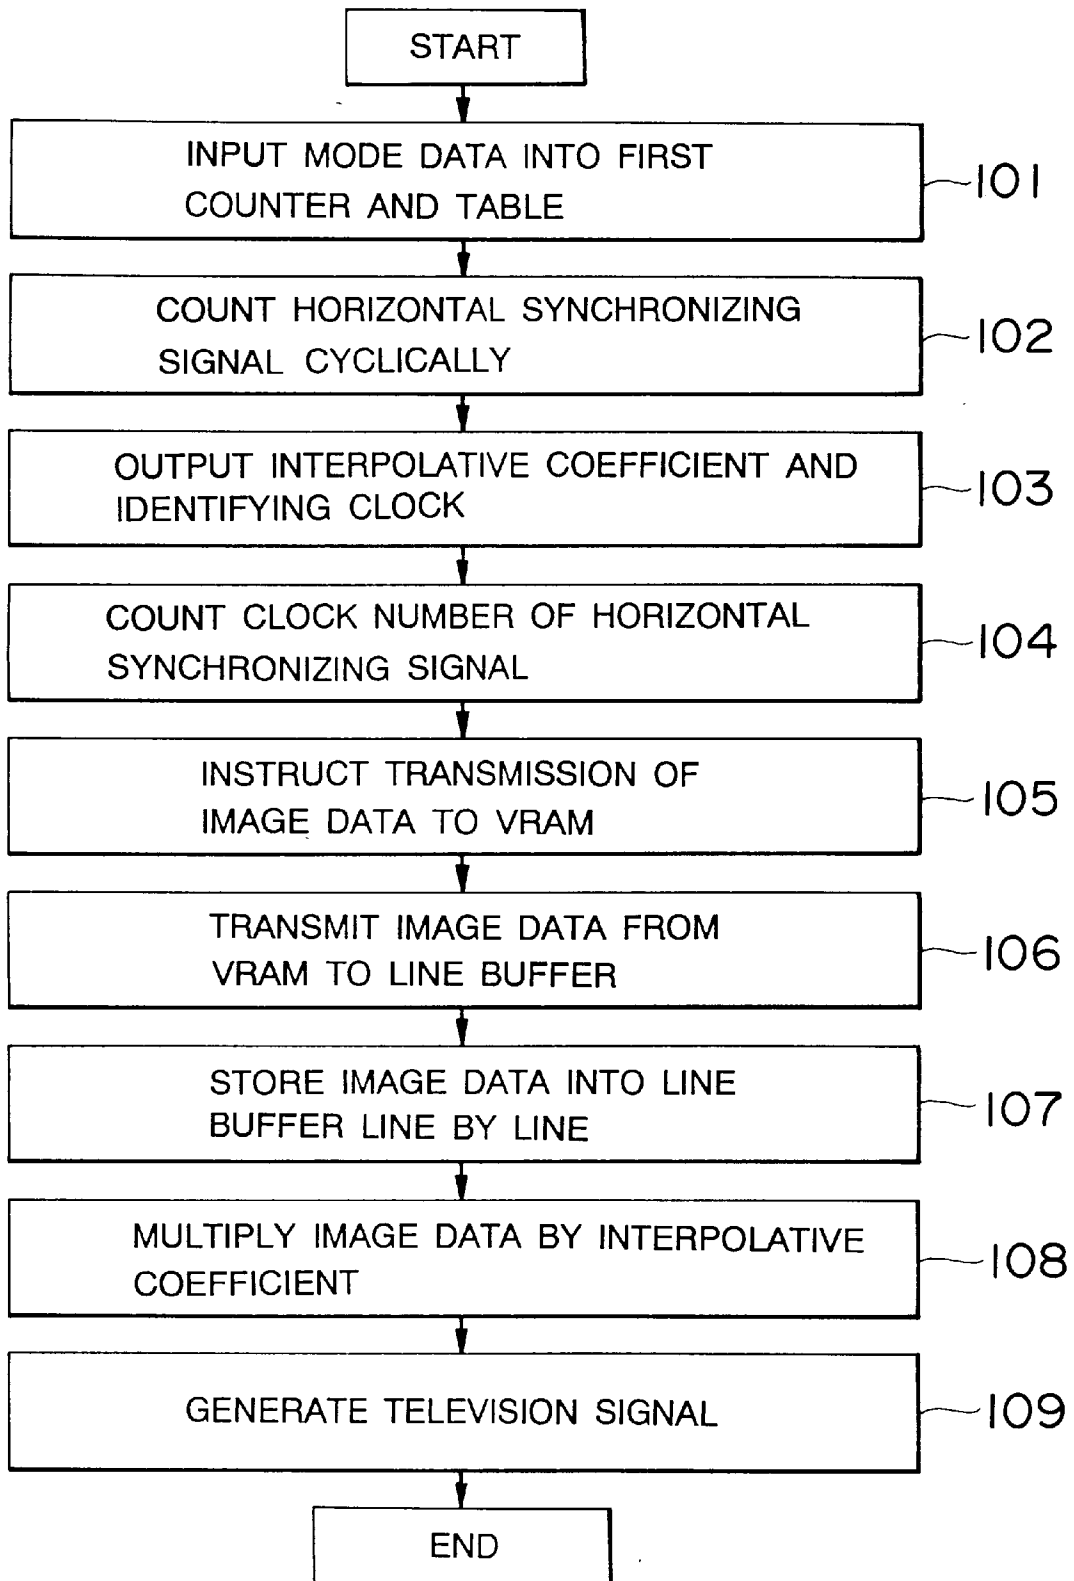 START
INPUT MODE DATA INTO FIRST
COUNTER AND TABLE
101
COUNT HORIZONTAL SYNCHRONIZING
SIGNAL CYCLICALLY
102
OUTPUT INTERPOLATIVE COEFFICIENT AND
IDENTIFYING CLOCK
103
COUNT CLOCK NUMBER OF HORIZONTAL
SYNCHRONIZING SIGNAL
104
INSTRUCT TRANSMISSION OF
IMAGE DATA TO VRAM
105
TRANSMIT IMAGE DATA FROM
VRAM TO LINE BUFFER
106
STORE IMAGE DATA INTO LINE
BUFFER LINE BY LINE
107
MULTIPLY IMAGE DATA BY INTERPOLATIVE
COEFFICIENT
108
GENERATE TELEVISION SIGNAL
109
END